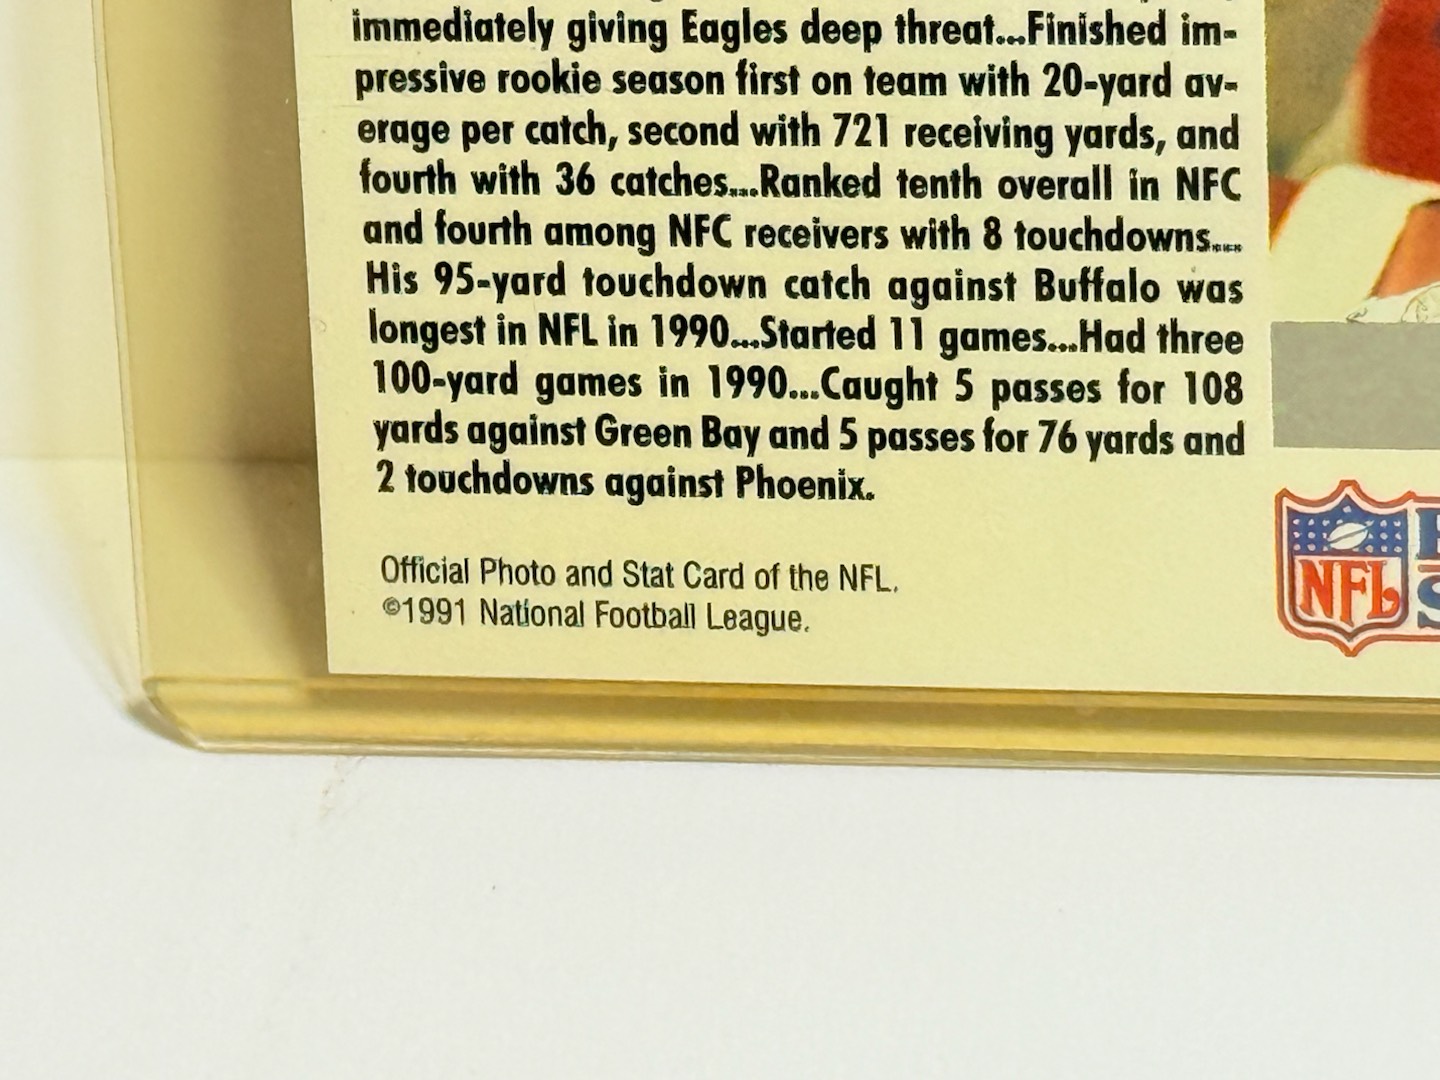 immediately giving Eagles deep threat...Finished im-
pressive rookie season first on team with 20-yard av-
erage per catch, second with 721 receiving yards, and
fourth with 36 catches...Ranked tenth overall in NFC
and fourth among NFC receivers with 8 touchdowns...
His 95-yard touchdown catch against Buffalo was
longest in NFL in 1990...Started 11 games...Had three
100-yard games in 1990...Caught 5 passes for 108
yards against Green Bay and 5 passes for 76 yards and
2 touchdowns against Phoenix.
Official Photo and Stat Card of the NFL.
©1991 National Football League.
NFL